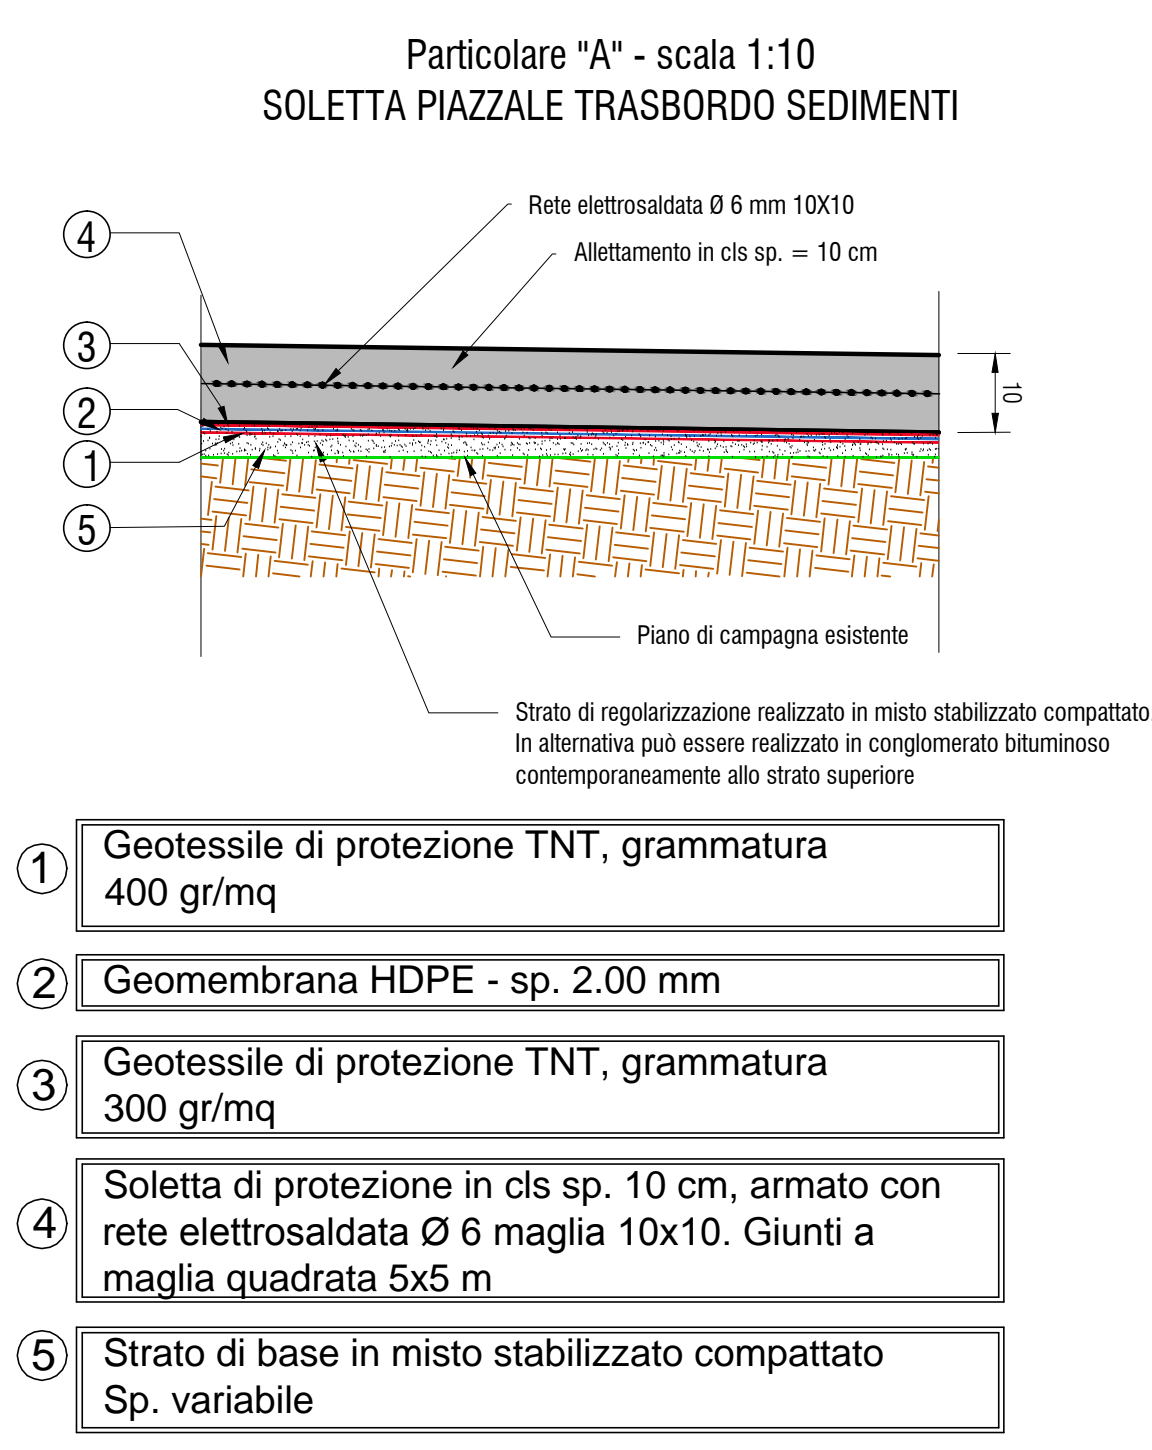 Particolare "A" - scala 1:10
SOLETTA PIAZZALE TRASBORDO SEDIMENTI
Rete elettrosaldata Ø 6 mm 10X10
Allettamento in cls sp. = 10 cm
4
3
2
1
5
10
Piano di campagna esistente
Strato di regolarizzazione realizzato in misto stabilizzato compattato.
In alternativa può essere realizzato in conglomerato bituminoso
contemporaneamente allo strato superiore
1
Geotessile di protezione TNT, grammatura
400 gr/mq
2
Geomembrana HDPE - sp. 2.00 mm
3
Geotessile di protezione TNT, grammatura
300 gr/mq
4
Soletta di protezione in cls sp. 10 cm, armato con
rete elettrosaldata Ø 6 maglia 10x10. Giunti a
maglia quadrata 5x5 m
5
Strato di base in misto stabilizzato compattato
Sp. variabile